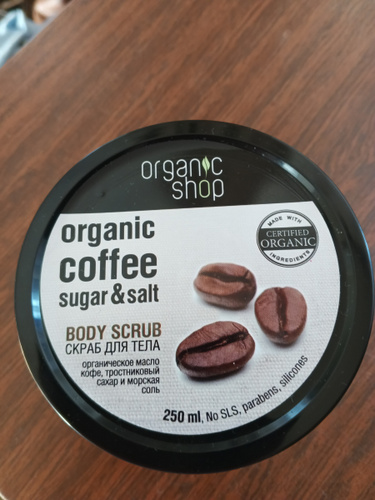 organic
shop
organic
coffee
sugar & salt
MADE WITH
CERTIFIED
ORGANIC
INGREDIENTS
BODY SCRUB
СКРАБ ДЛЯ ТЕЛА
органическое масло
кофе, тростниковый
сахар и морская
соль
250 ml, No SLS, parabens, silicones